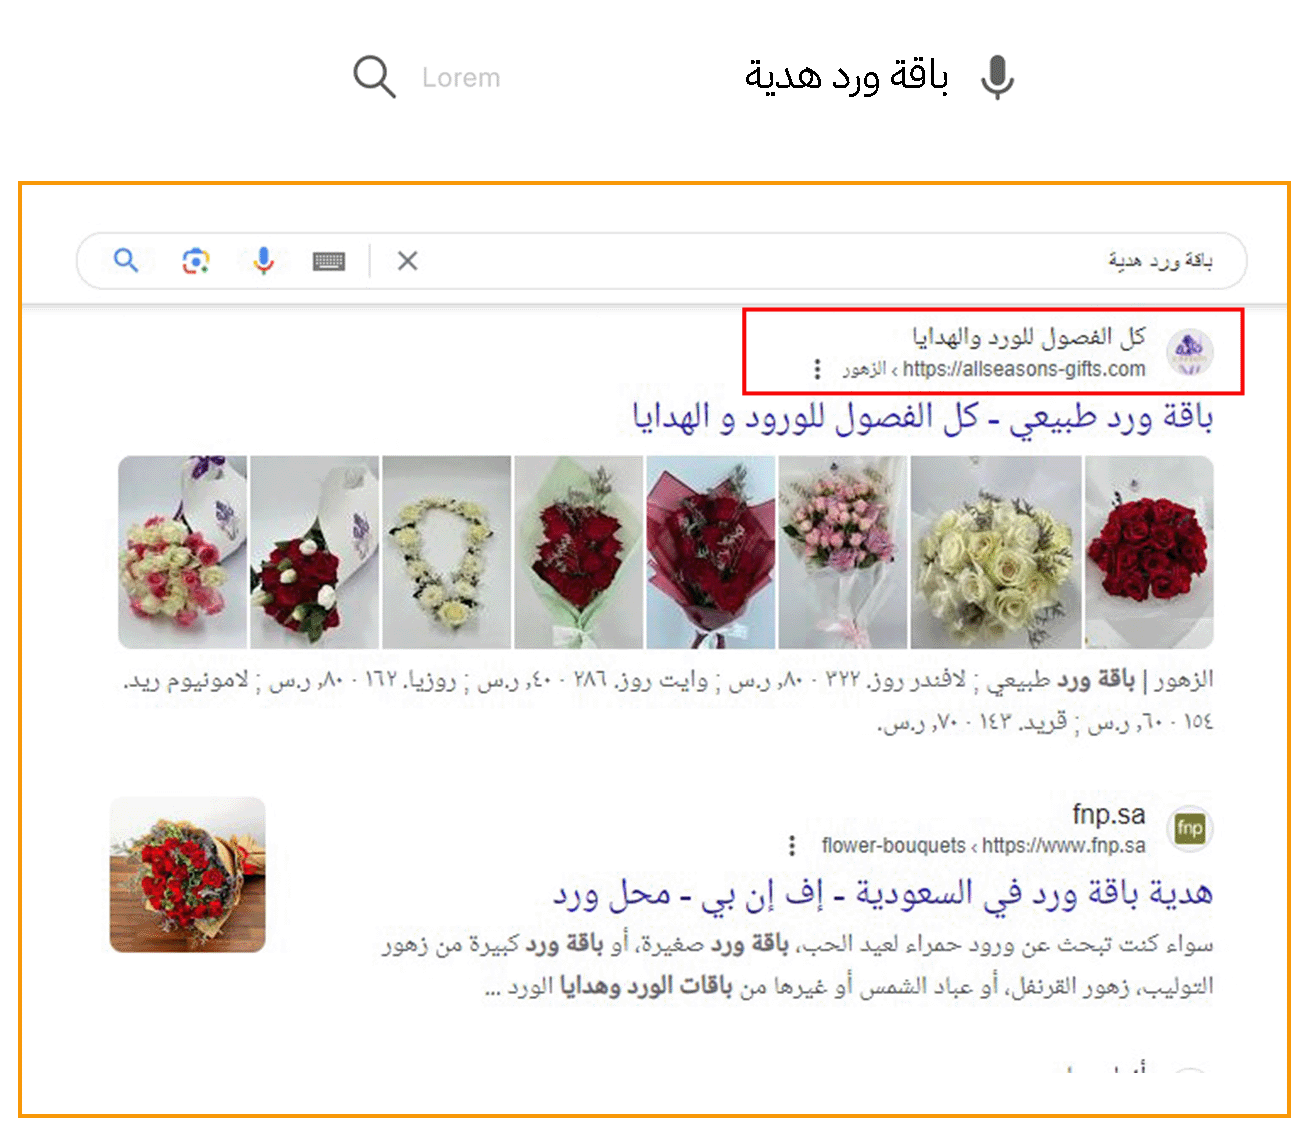 Lorem
باقة ورد هدية
باقة ورد هدية
كل الفصول للورد والهدايا
https://allseasons-gifts.com › الزهور
باقة ورد طبيعي - كل الفصول للورود و الهدايا
الزهور | باقة ورد طبيعي ; لافندر روز. ٣٢٢ · ٨٠, ر.س ; وايت روز. ٢٨٦ · ٤٠, ر.س ; روزيا. ١٦٢ · ٨٠, ر.س ; لامونيوم ريد.
١٥٤ · ٦٠, ر.س ; قريد. ١٤٣ · ٧٠, ر.س.
fnp.sa
fnp
https://www.fnp.sa › flower-bouquets
هدية باقة ورد في السعودية - إف إن بي - محل ورد
سواء كنت تبحث عن ورود حمراء لعيد الحب، باقة ورد صغيرة، أو باقة ورد كبيرة من زهور
التوليب، زهور القرنفل، أو عباد الشمس أو غيرها من باقات الورد وهدايا الورد ...